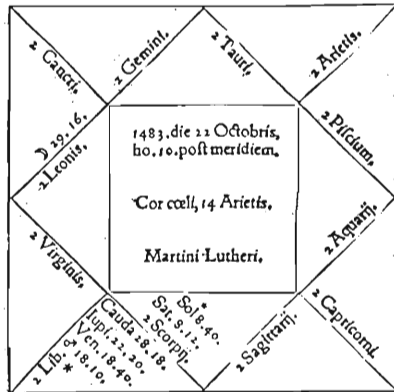 2 Cancri,
2 Gemini,
2 Tauri,
2 Arietis,
☽ 29.16.
2 Leonis,
2 Piscium,
1483. die 22 Octobris,
ho. 10. post meridiem.
Cor cœli, 14 Arietis,
Martini Lutheri,
2 Virginis,
2 Aquarij,
2 Lib. ♂ 18.10.
*
Ven. 18.40.
Iupi. 22.20.
Cauda 28.18.
2 Scorpij,
Sat. 9.12.
Sol 8.40.
*
2 Sagittarij,
2 Capricorni,